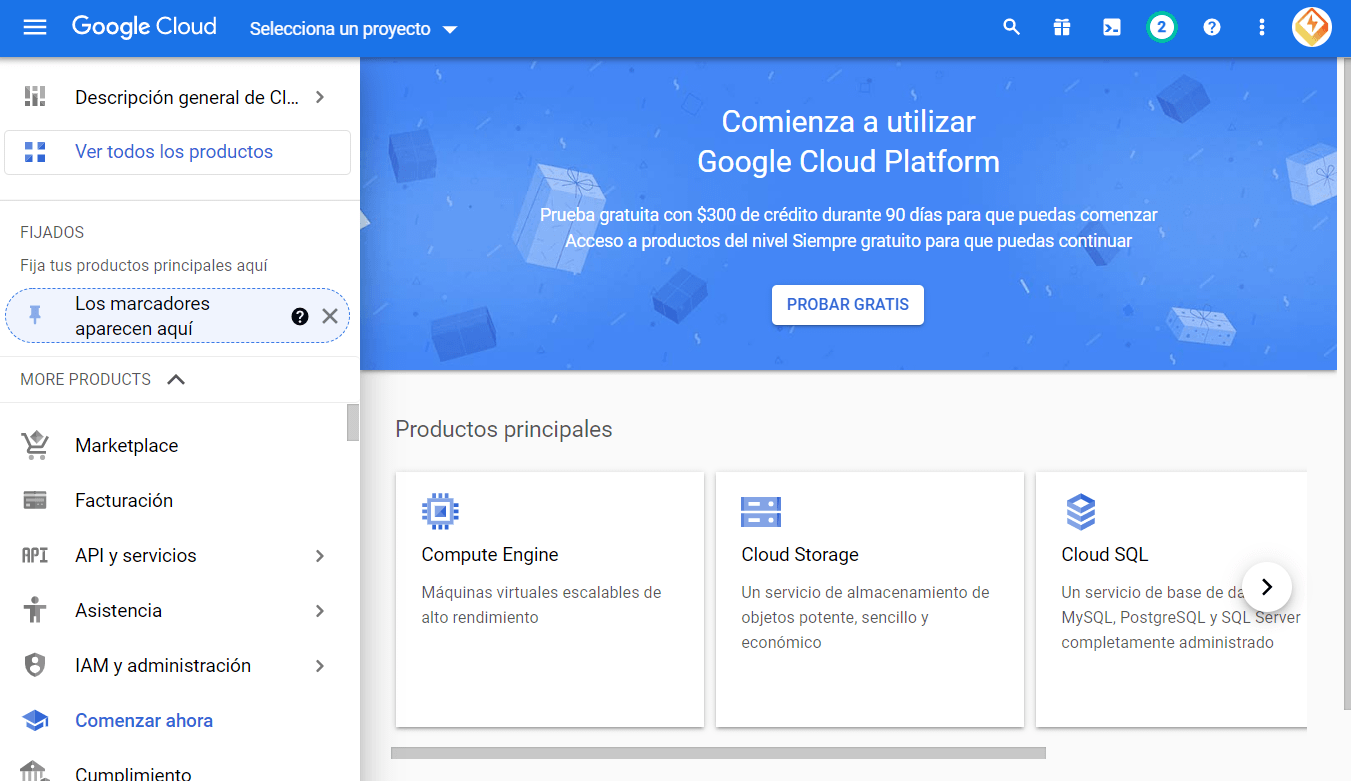 Google Cloud
Selecciona un proyecto
2
Descripción general de Cl...
Ver todos los productos
FIJADOS
Fija tus productos principales aquí
Los marcadores
aparecen aquí
MORE PRODUCTS
Marketplace
Facturación
API
API y servicios
Asistencia
IAM y administración
Comenzar ahora
Cumplimiento
Comienza a utilizar
Google Cloud Platform
Prueba gratuita con $300 de crédito durante 90 días para que puedas comenzar
Acceso a productos del nivel Siempre gratuito para que puedas continuar
PROBAR GRATIS
Productos principales
Compute Engine
Máquinas virtuales escalables de
alto rendimiento
Cloud Storage
Un servicio de almacenamiento de
objetos potente, sencillo y
económico
Cloud SQL
Un servicio de base de
MySQL, PostgreSQL y SQL Server
completamente administrado